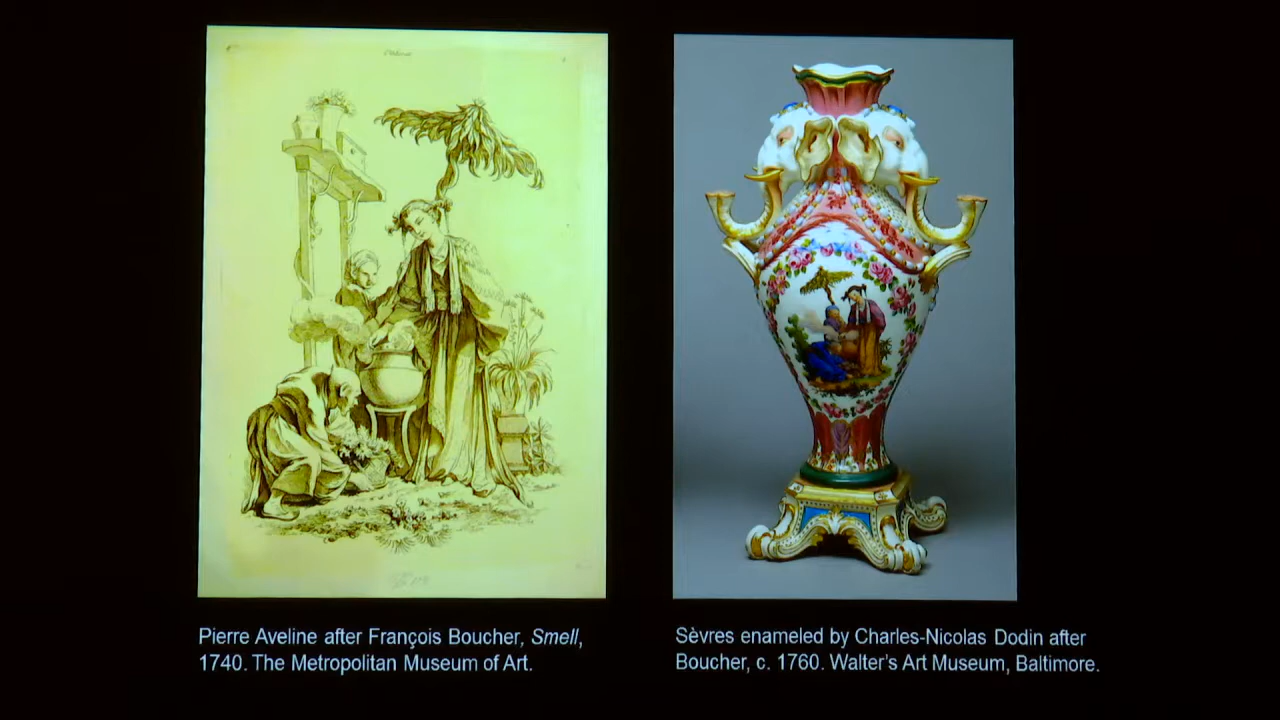 Pierre Aveline after François Boucher, Smell,
1740. The Metropolitan Museum of Art.
Sèvres enameled by Charles-Nicolas Dodin after
Boucher, c. 1760. Walter's Art Museum, Baltimore.